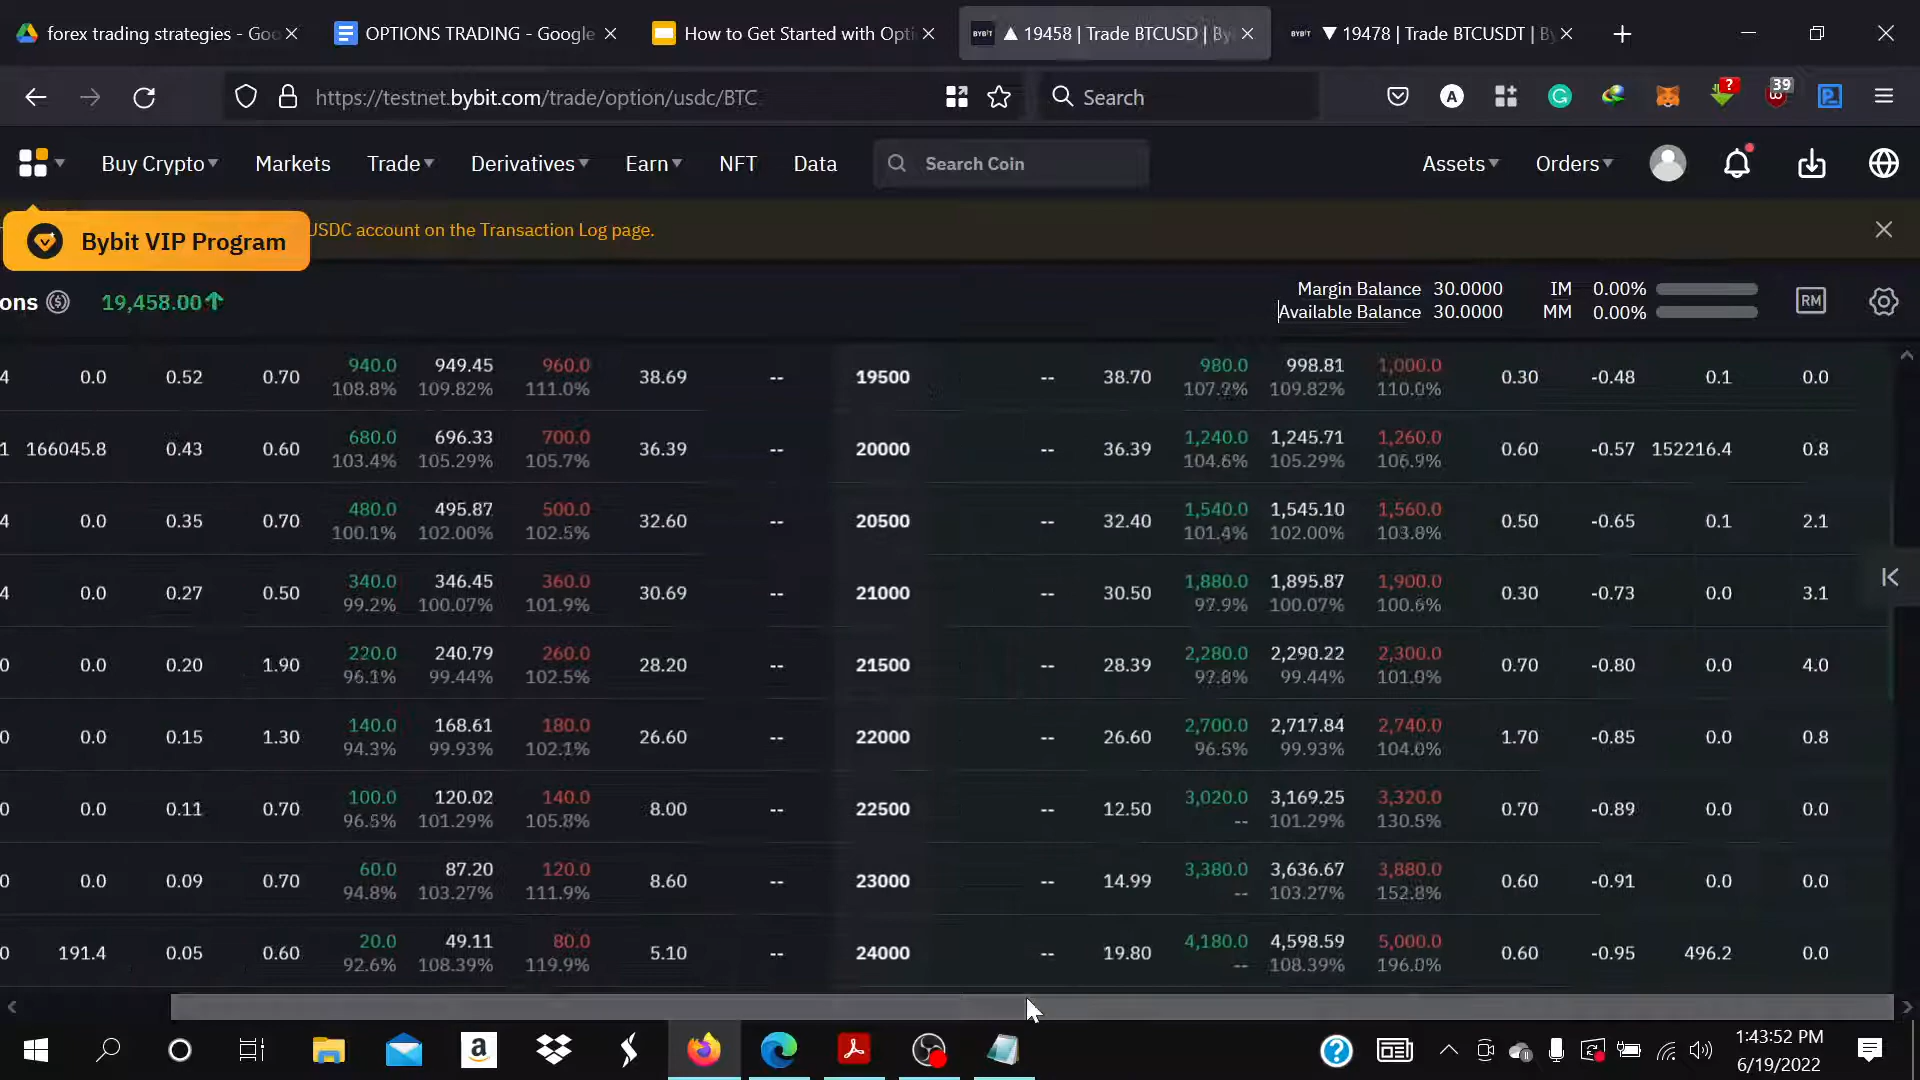 forex trading strategies - Goo
OPTIONS TRADING - Google
How to Get Started with Opti
BYBIT ▲ 19458 | Trade BTCUSD | By
BYBIT ▼ 19478 | Trade BTCUSDT | By
https://testnet.bybit.com/trade/option/usdc/BTC
Search
A
?
39
Buy Crypto
Markets
Trade
Derivatives
Earn
NFT
Data
Search Coin
Assets
Orders
Bybit VIP Program
USDC account on the Transaction Log page.
ons 19,458.00
Margin Balance 30.0000 IM 0.00%
Available Balance 30.0000 MM 0.00%
RM
4 0.0 0.52 0.70 940.0 949.45 960.0 38.69 -- 19500 -- 38.70 980.0 998.81 1,000.0 0.30 -0.48 0.1 0.0
108.8% 109.82% 111.0% 107.2% 109.82% 110.0%
1 166045.8 0.43 0.60 680.0 696.33 700.0 36.39 -- 20000 -- 36.39 1,240.0 1,245.71 1,260.0 0.60 -0.57 152216.4 0.8
103.4% 105.29% 105.7% 104.6% 105.29% 106.9%
4 0.0 0.35 0.70 480.0 495.87 500.0 32.60 -- 20500 -- 32.40 1,540.0 1,545.10 1,560.0 0.50 -0.65 0.1 2.1
100.1% 102.00% 102.5% 101.4% 102.00% 103.8%
4 0.0 0.27 0.50 340.0 346.45 360.0 30.69 -- 21000 -- 30.50 1,880.0 1,895.87 1,900.0 0.30 -0.73 0.0 3.1
99.2% 100.07% 101.9% 97.9% 100.07% 100.6%
0 0.0 0.20 1.90 220.0 240.79 260.0 28.20 -- 21500 -- 28.39 2,280.0 2,290.22 2,300.0 0.70 -0.80 0.0 4.0
96.1% 99.44% 102.5% 97.8% 99.44% 101.5%
0 0.0 0.15 1.30 140.0 168.61 180.0 26.60 -- 22000 -- 26.60 2,700.0 2,717.84 2,740.0 1.70 -0.85 0.0 0.8
94.3% 99.93% 102.1% 96.6% 99.93% 104.0%
0 0.0 0.11 0.70 100.0 120.02 140.0 8.00 -- 22500 -- 12.50 3,020.0 3,169.25 3,320.0 0.70 -0.89 0.0 0.0
96.5% 101.29% 105.8% -- 101.29% 130.5%
0 0.0 0.09 0.70 60.0 87.20 120.0 8.60 -- 23000 -- 14.99 3,380.0 3,636.67 3,880.0 0.60 -0.91 0.0 0.0
94.8% 103.27% 111.9% -- 103.27% 152.8%
0 191.4 0.05 0.60 20.0 49.11 80.0 5.10 -- 24000 -- 19.80 4,180.0 4,598.59 5,000.0 0.60 -0.95 496.2 0.0
92.6% 108.39% 119.9% -- 108.39% 196.0%
1:43:52 PM
6/19/2022